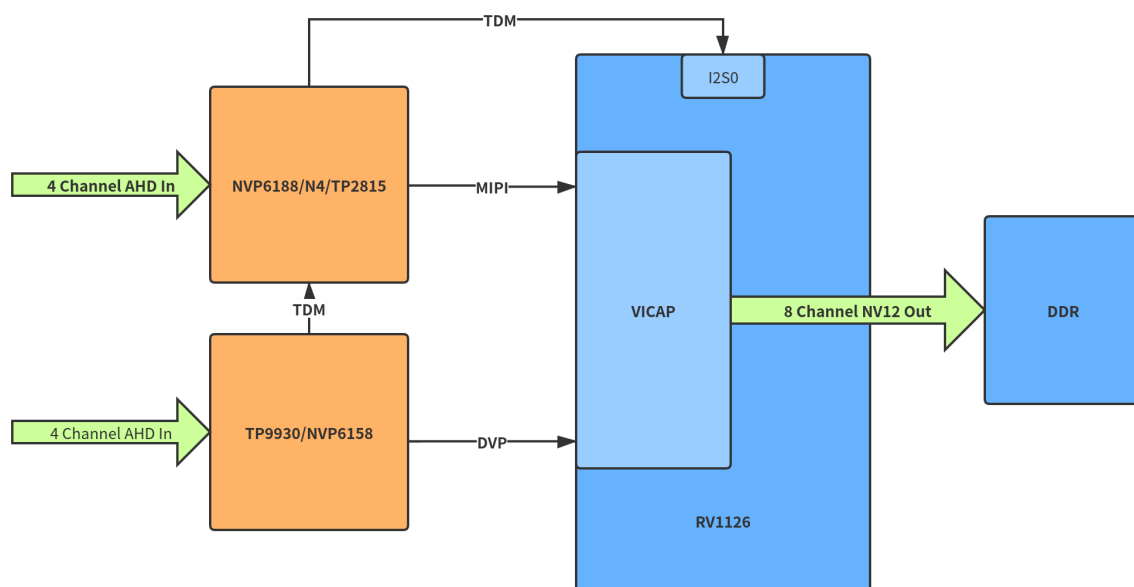 TDM
I2S0
4 Channel AHD In
NVP6188/N4/TP2815
MIPI
TDM
VICAP
8 Channel NV12 Out
DDR
4 Channel AHD In
TP9930/NVP6158
DVP
RV1126